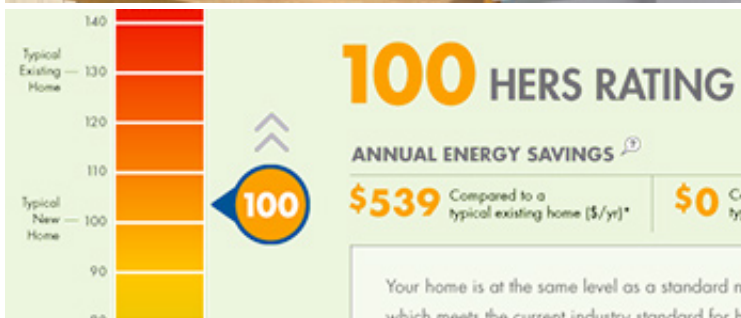 140
Typical
Existing
Home
130
120
110
Typical
New
Home
100
90
100
100 HERS RATING
ANNUAL ENERGY SAVINGS ?
$539 Compared to a
typical existing home ($/yr)*
$0
Your home is at the same level as a standard
which meets the current industry standard for